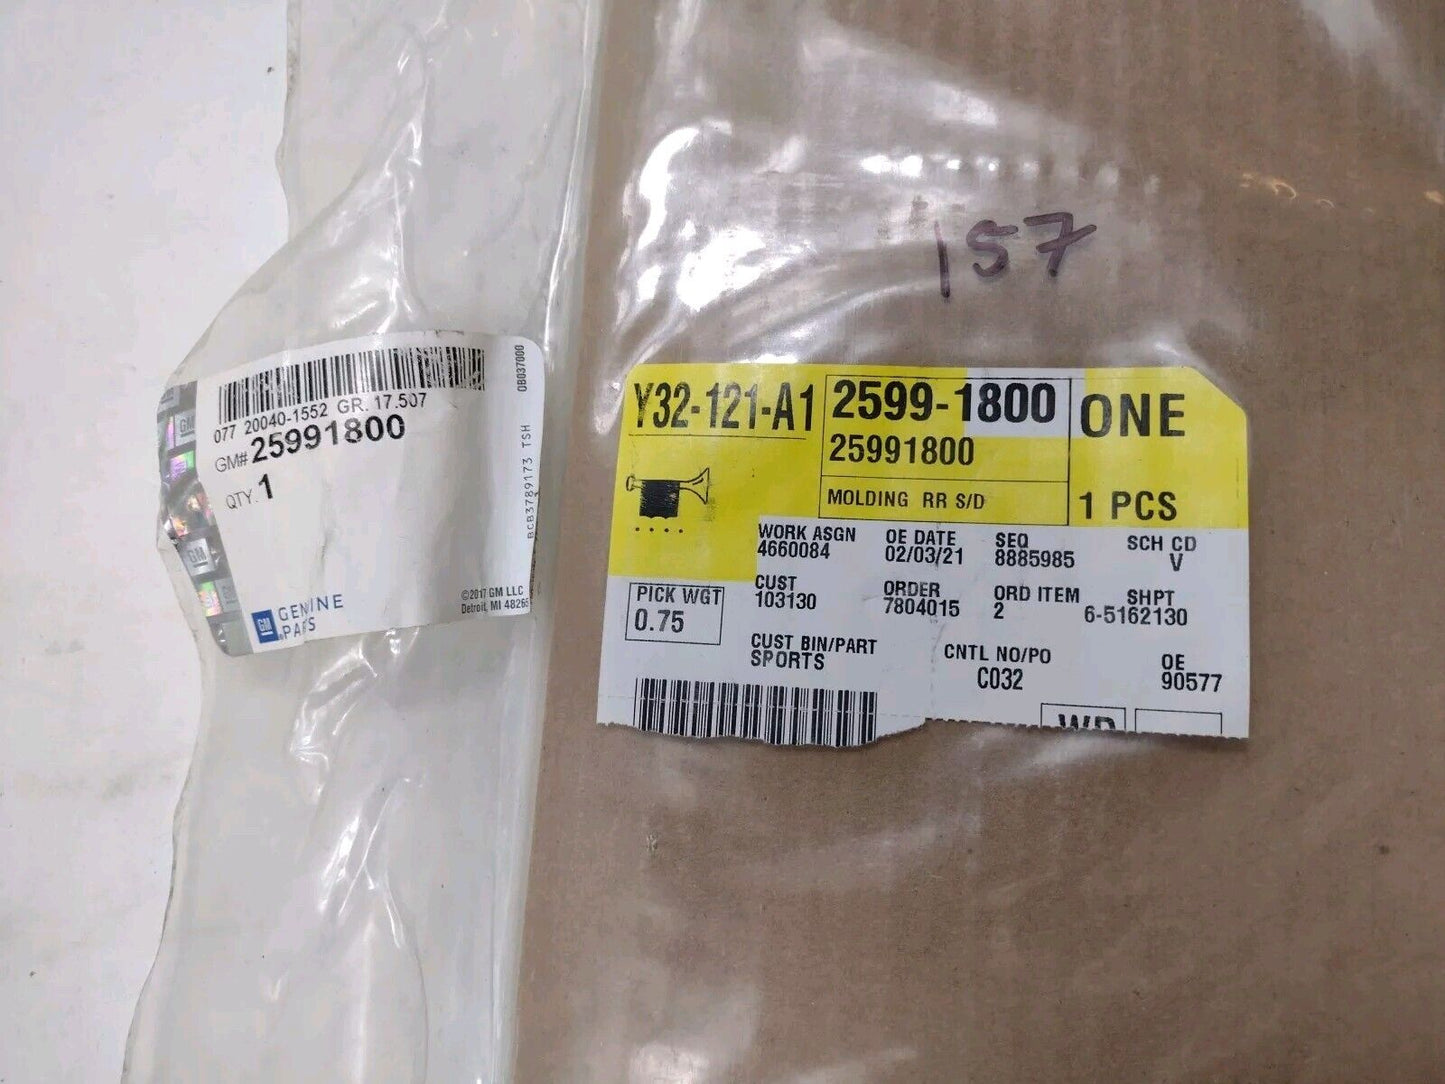 157
077 20040-1552 GR. 17.507
GM# 25991800
QTY. 1
0B037000
BCB3789173 TSH
©2017 GM LLC
Detroit, MI 48265
GM
GM
GM GENUINE
PARTS
Y32-121-A1
2599-1800
25991800
ONE
MOLDING RR S/D
1 PCS
WORK ASGN
4660084
OE DATE
02/03/21
SEQ
8885985
SCH CD
V
PICK WGT
0.75
CUST
103130
ORDER
7804015
ORD ITEM
2
SHPT
6-5162130
CUST BIN/PART
SPORTS
CNTL NO/PO
C032
OE
90577